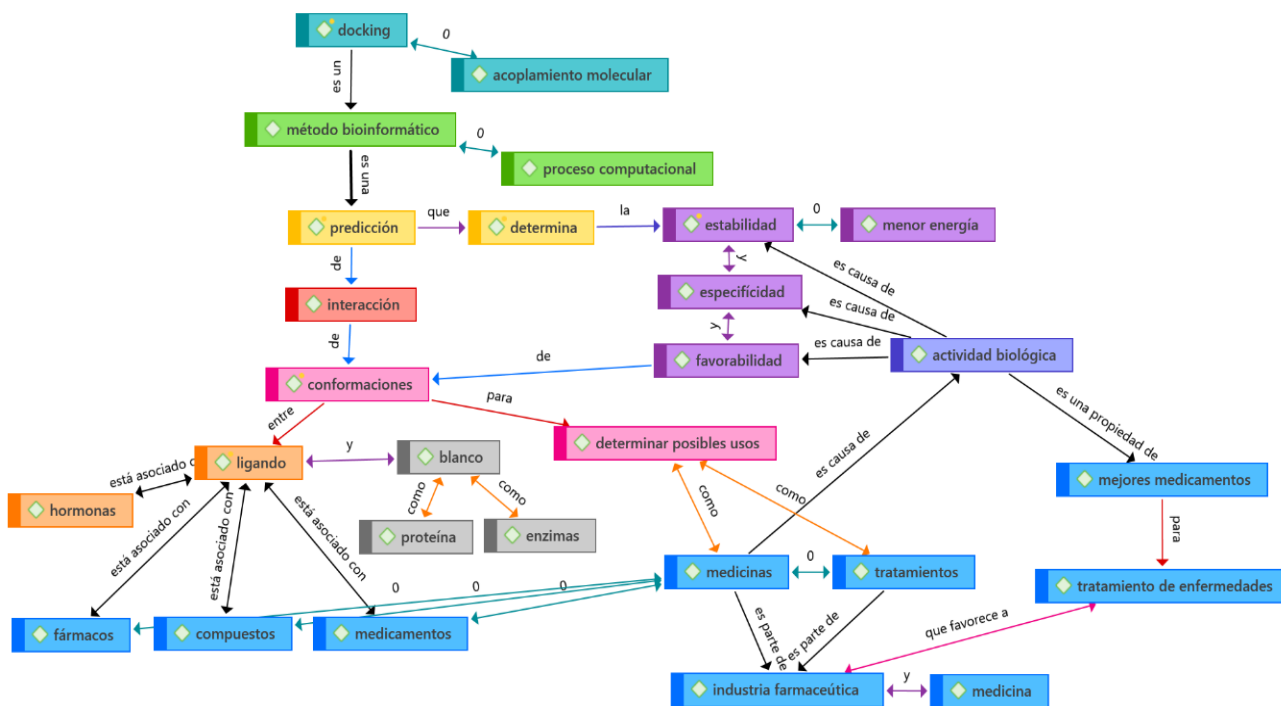 docking
0
acoplamiento molecular
es un
método bioinformático
0
proceso computacional
es una
predicción
que
determina
la
estabilidad
0
menor energía
de
y
es causa de
interacción
especifícidad
es causa de
de
y
es causa de
favorabilidad
actividad biológica
de
conformaciones
entre
para
es una propiedad de
determinar posibles usos
ligando
y
blanco
es causa de
mejores medicamentos
está asociado c
hormonas
como
como
como
como
proteína
enzimas
está asociado con
está asociado con
está asociado con
para
0
0
0
medicinas
0
tratamientos
tratamiento de enfermedades
fármacos
compuestos
medicamentos
es parte de
es parte de
que favorece a
industria farmaceútica
y
medicina